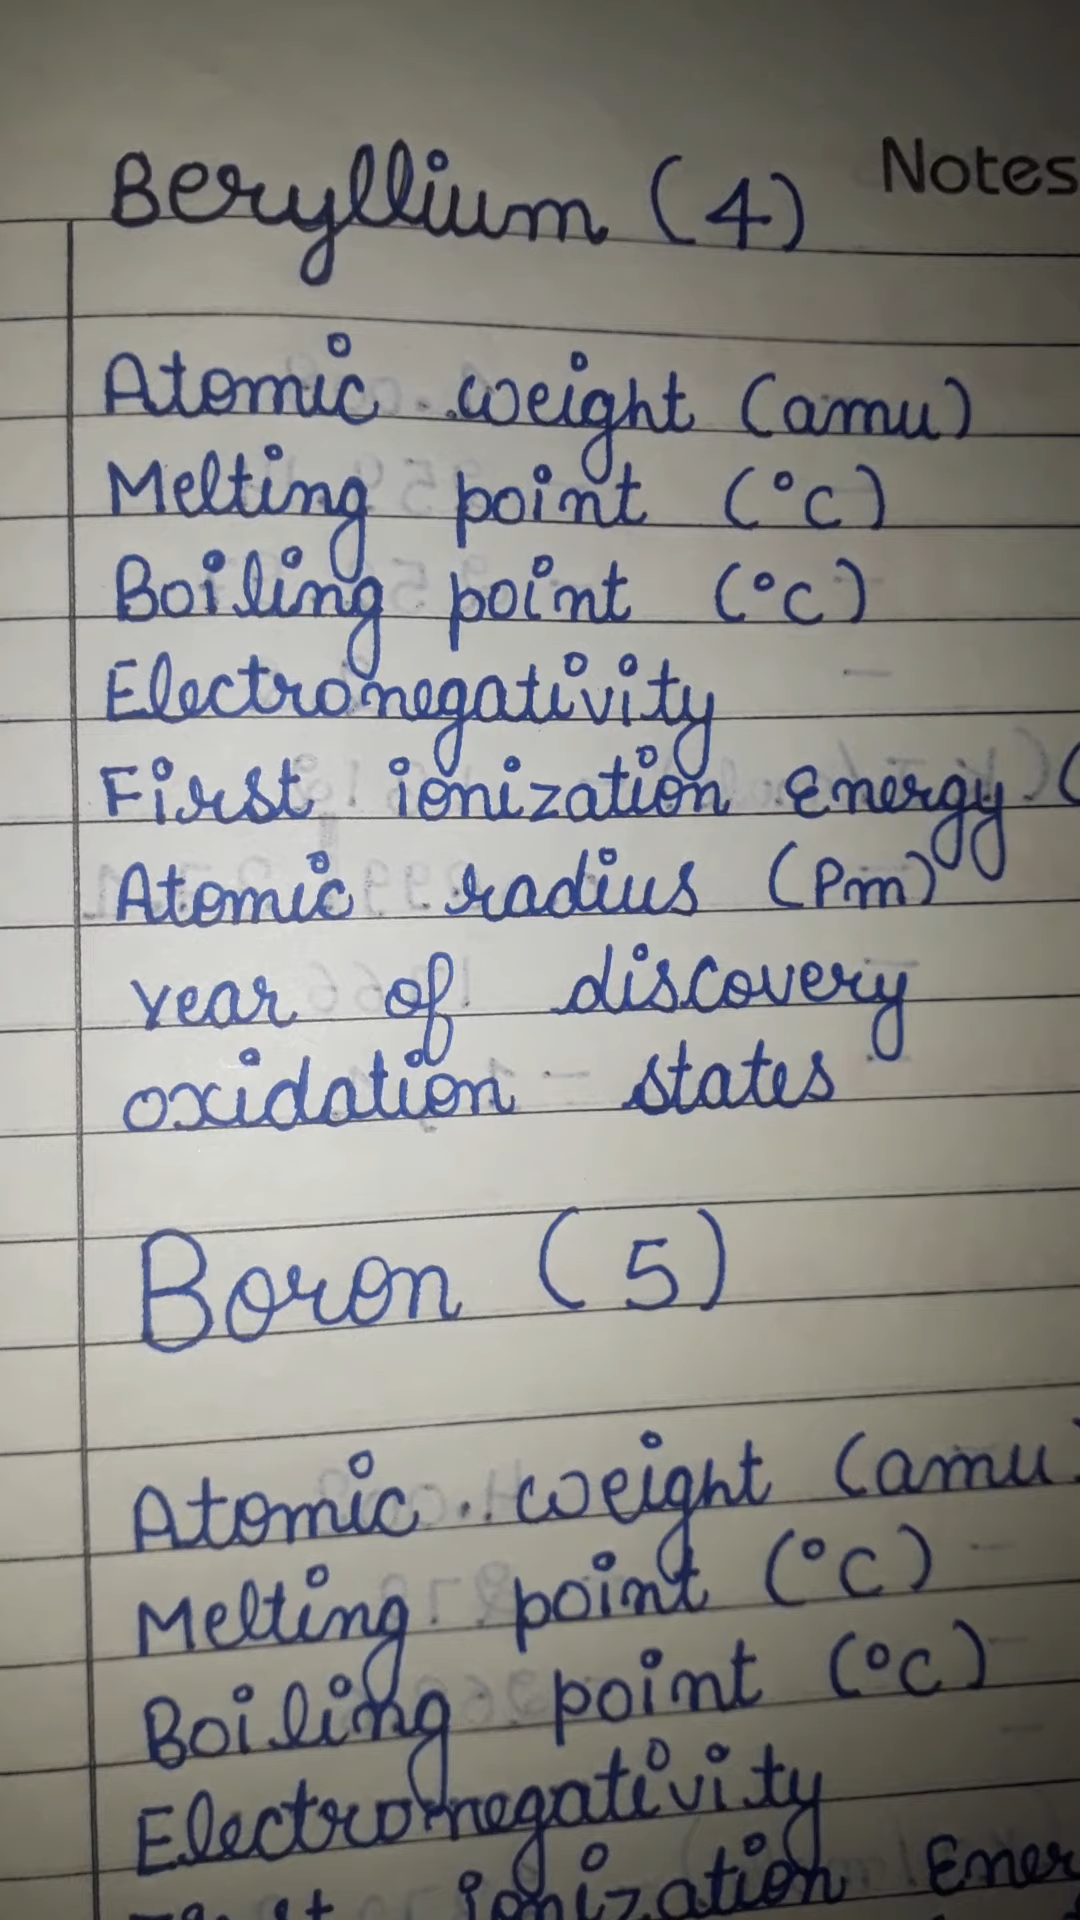 Notes
Beryllium (4)
Atomic weight (amu)
Melting point (°C)
Boiling point (°C)
Electronegativity
First ionization Energy (
Atomic radius (Pm)
year of discovery
oxidation states
Boron (5)
Atomic weight (amu
Melting point (°C)
Boiling point (°C)
Electronegativity
ionization Ener